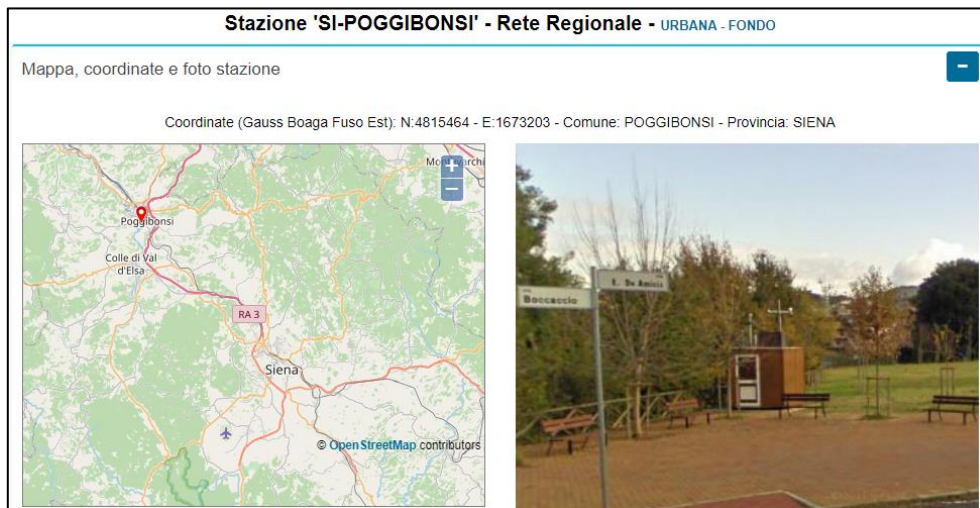 Stazione 'SI-POGGIBONSI' - Rete Regionale - URBANA - FONDO
Mappa, coordinate e foto stazione
−
Coordinate (Gauss Boaga Fuso Est): N:4815464 - E:1673203 - Comune: POGGIBONSI - Provincia: SIENA
+
−
Poggibonsi
Colle di Val
d'Elsa
RA 3
Siena
© OpenStreetMap contributors
E. De Amicis
Boccaccio